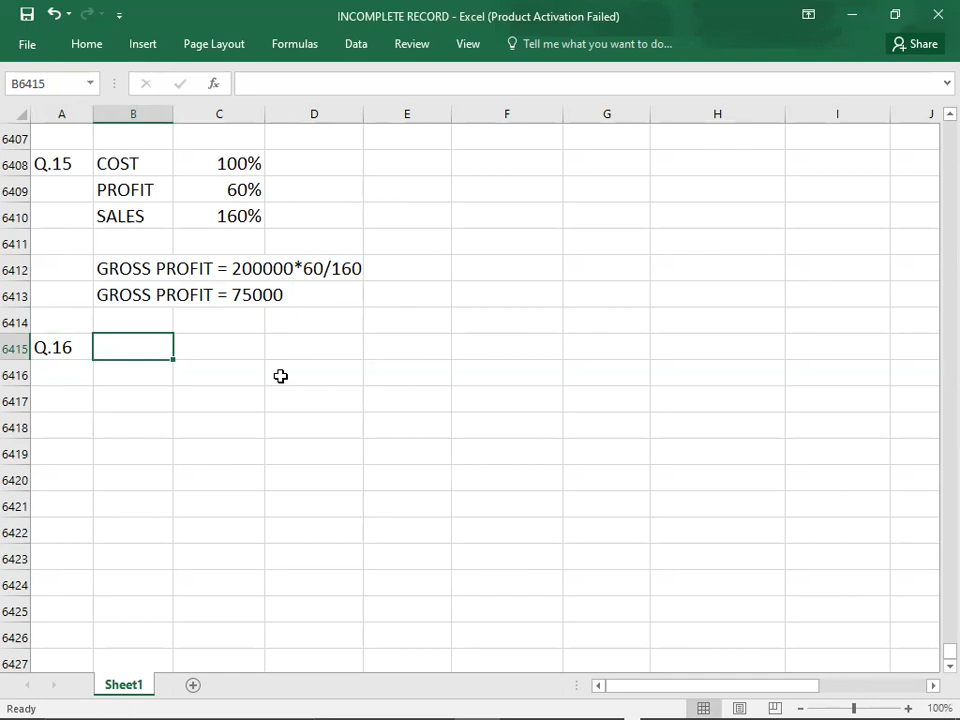 INCOMPLETE RECORD - Excel (Product Activation Failed)
File Home Insert Page Layout Formulas Data Review View Tell me what you want to do... Share
B6415 fx
A B C D E F G H I J
6407
6408 Q.15 COST 100%
6409 PROFIT 60%
6410 SALES 160%
6411
6412 GROSS PROFIT = 200000*60/160
6413 GROSS PROFIT = 75000
6414
6415 Q.16
6416
6417
6418
6419
6420
6421
6422
6423
6424
6425
6426
6427
Sheet1
Ready 100%